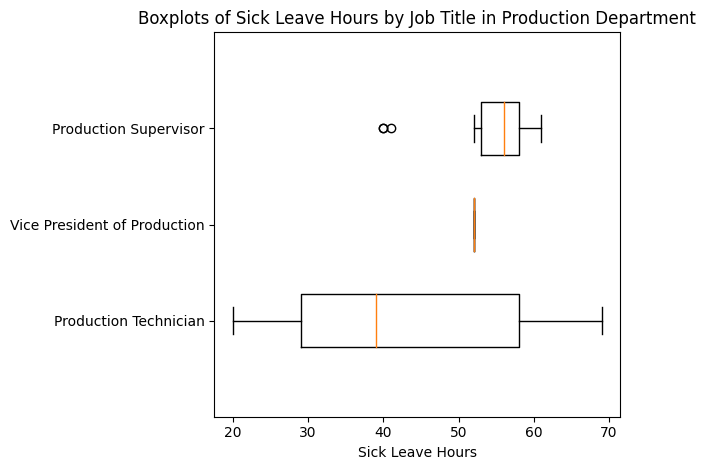 Boxplots of Sick Leave Hours by Job Title in Production Department
Production Supervisor
Vice President of Production
Production Technician
20 30 40 50 60 70
Sick Leave Hours